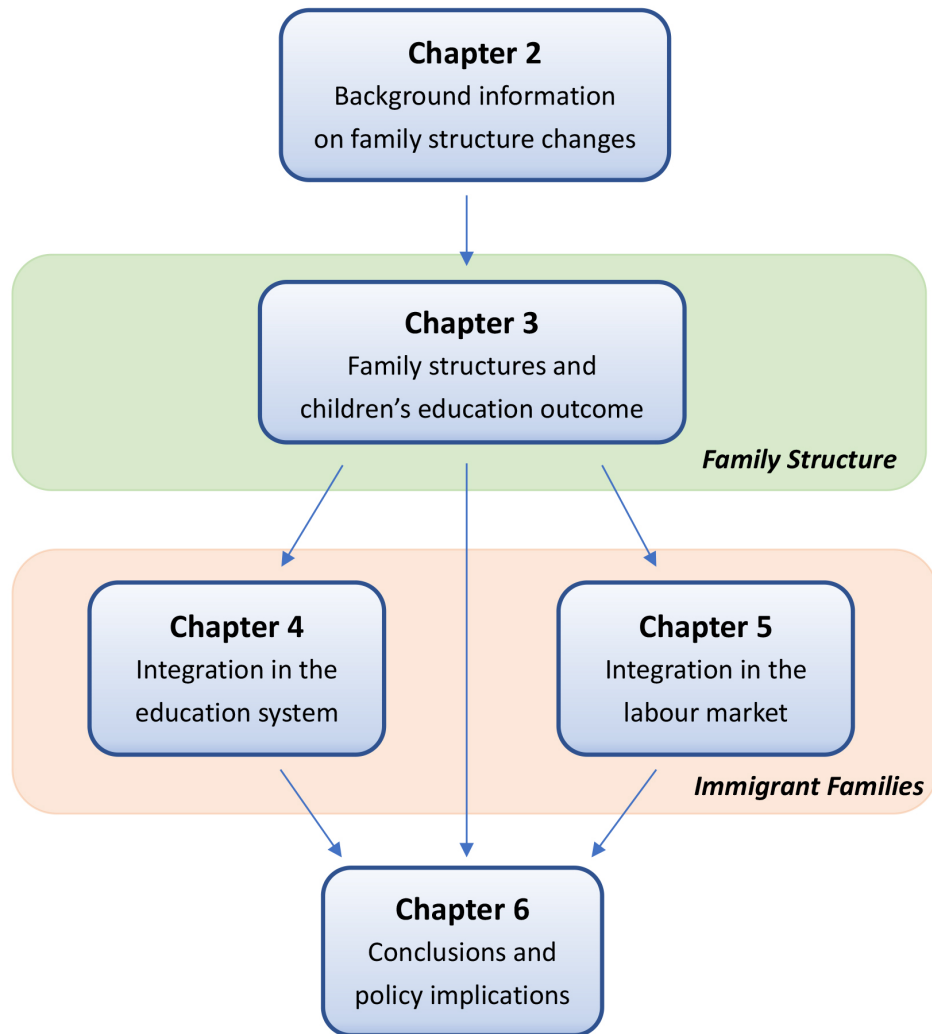 Chapter 2
Background information
on family structure changes
Chapter 3
Family structures and
children’s education outcome
Family Structure
Chapter 4
Integration in the
education system
Chapter 5
Integration in the
labour market
Immigrant Families
Chapter 6
Conclusions and
policy implications